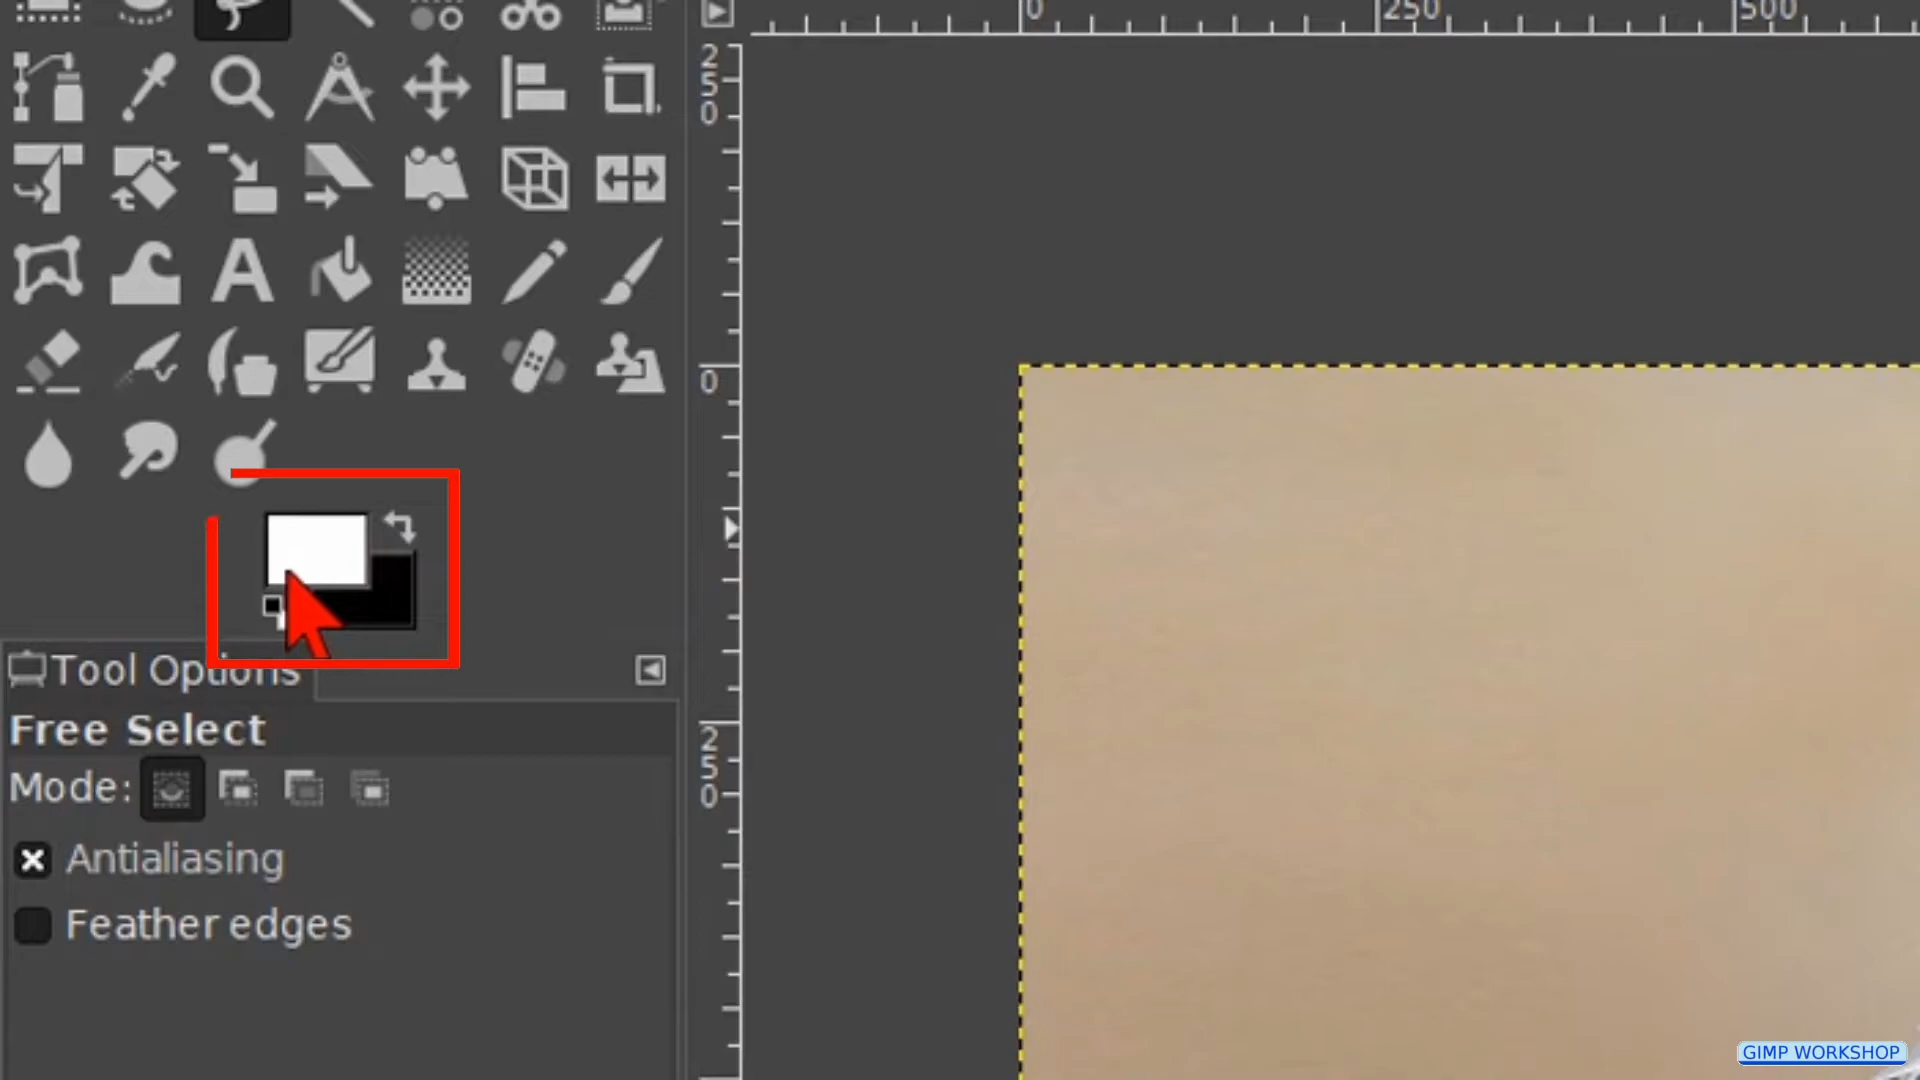 0 250 500
250
0
250
Tool Options
Free Select
Mode:
Antialiasing
Feather edges
GIMP WORKSHOP